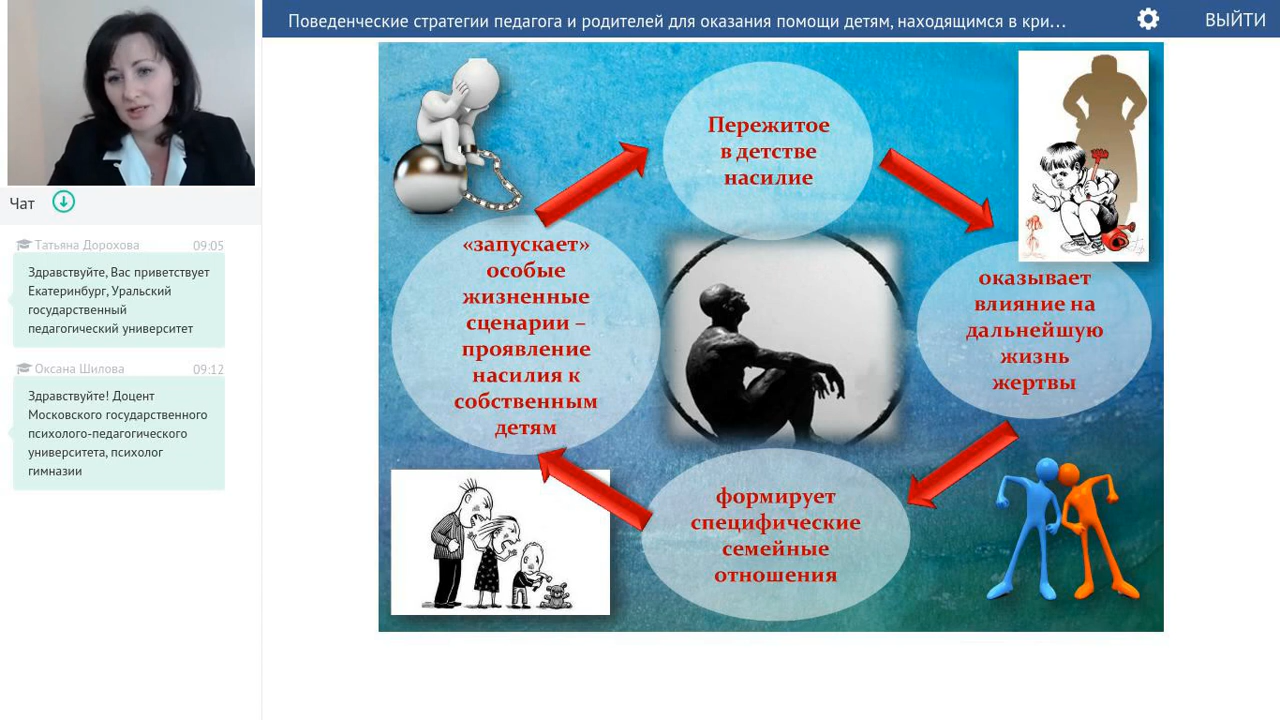 Поведенческие стратегии педагога и родителей для оказания помощи детям, находящимся в кри...
ВЫЙТИ
Чат
Татьяна Дорохова 09:05
Здравствуйте, Вас приветствует
Екатеринбург, Уральский
государственный
педагогический университет
Оксана Шилова 09:12
Здравствуйте! Доцент
Московского государственного
психолого-педагогического
университета, психолог
гимназии
Пережитое
в детстве
насилие
оказывает
влияние на
дальнейшую
жизнь
жертвы
формирует
специфические
семейные
отношения
«запускает»
особые
жизненные
сценарии –
проявление
насилия к
собственным
детям